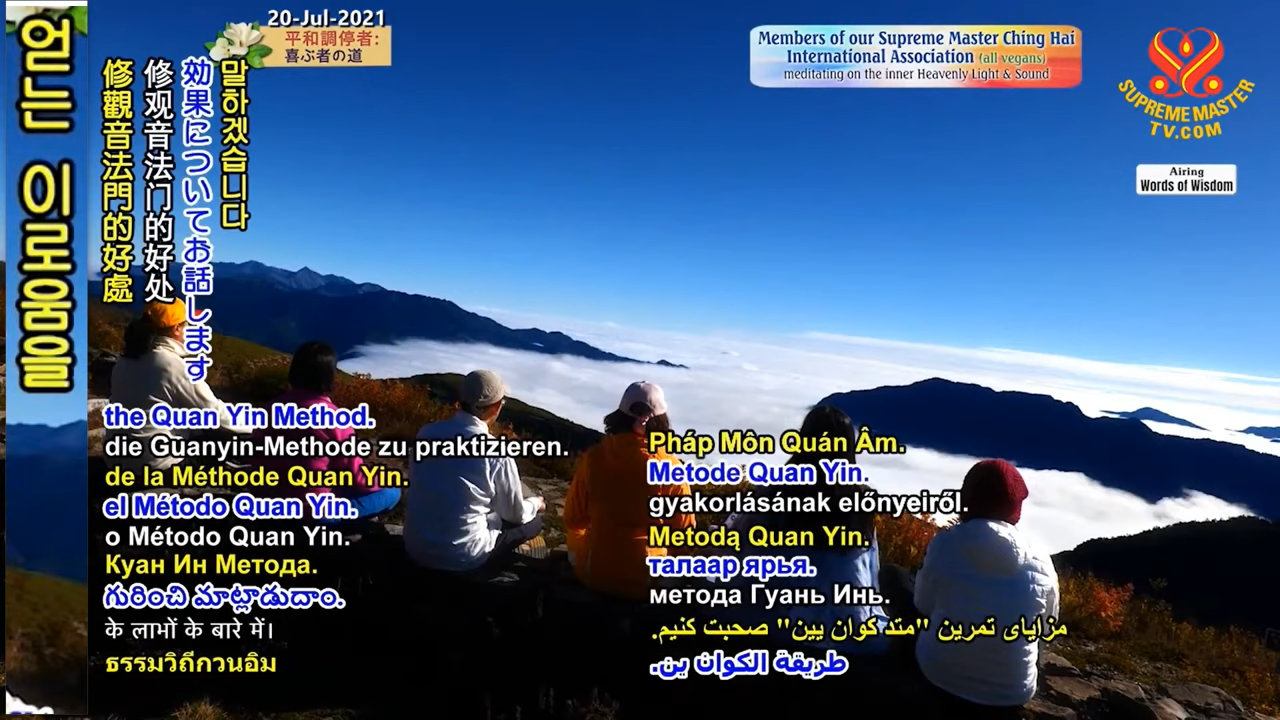 얻는 이로움을
20-Jul-2021
平和調停者:
喜ぶ者の道
말하겠습니다
効果についてお話します
修观音法门的好处
修觀音法門的好處
Members of our Supreme Master Ching Hai
International Association (all vegans)
meditating on the inner Heavenly Light & Sound
SUPREME MASTER
TV.COM
Airing
Words of Wisdom
the Quan Yin Method.
die Guanyin-Methode zu praktizieren.
de la Méthode Quan Yin.
el Método Quan Yin.
o Método Quan Yin.
Куан Ин Метода.
గురించి మాట్లాడుదాం.
के लाभों के बारे में।
ธรรมวิถีกวนอิม
Pháp Môn Quán Âm.
Metode Quan Yin.
gyakorlásának előnyeiről.
Metodą Quan Yin.
талаар ярья.
метода Гуань Инь.
مزایای تمرین "متد کوان یین" صحبت کنیم.
طريقة الكوان ين.